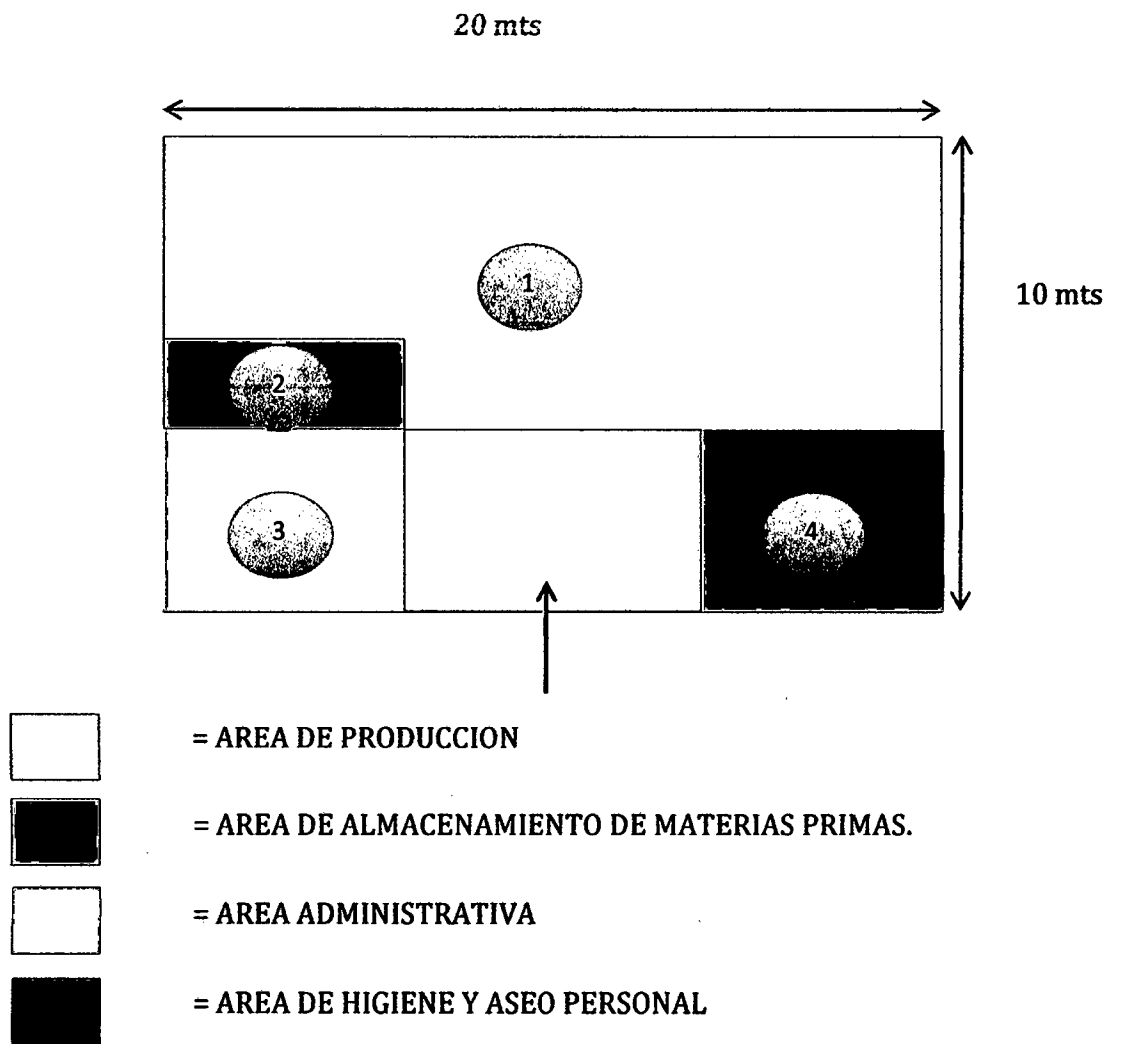 20 mts
1
10 mts
2
3
4
= AREA DE PRODUCCION
= AREA DE ALMACENAMIENTO DE MATERIAS PRIMAS.
= AREA ADMINISTRATIVA
= AREA DE HIGIENE Y ASEO PERSONAL